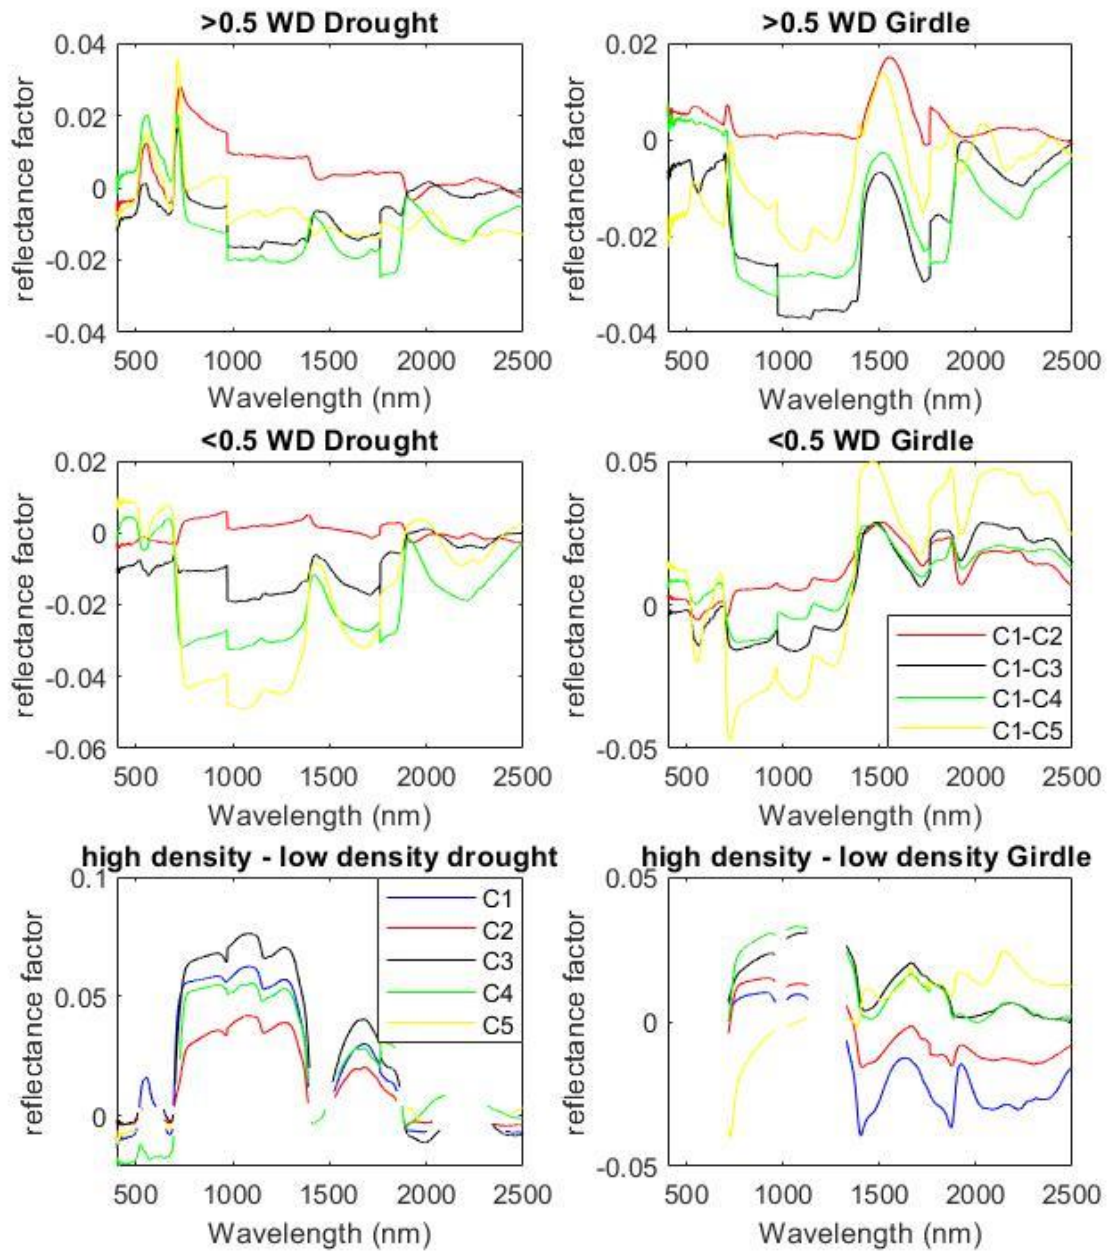 >0.5 WD Drought
0.04
0.02
0
-0.02
-0.04
reflectance factor
500 1000 1500 2000 2500
Wavelength (nm)
>0.5 WD Girdle
0.02
0
-0.02
-0.04
reflectance factor
500 1000 1500 2000 2500
Wavelength (nm)
<0.5 WD Drought
0.02
0
-0.02
-0.04
-0.06
reflectance factor
500 1000 1500 2000 2500
Wavelength (nm)
<0.5 WD Girdle
0.05
0
-0.05
reflectance factor
C1-C2
C1-C3
C1-C4
C1-C5
500 1000 1500 2000 2500
Wavelength (nm)
high density - low density drought
0.1
0.05
0
reflectance factor
C1
C2
C3
C4
C5
500 1000 1500 2000 2500
Wavelength (nm)
high density - low density Girdle
0.05
0
-0.05
reflectance factor
500 1000 1500 2000 2500
Wavelength (nm)